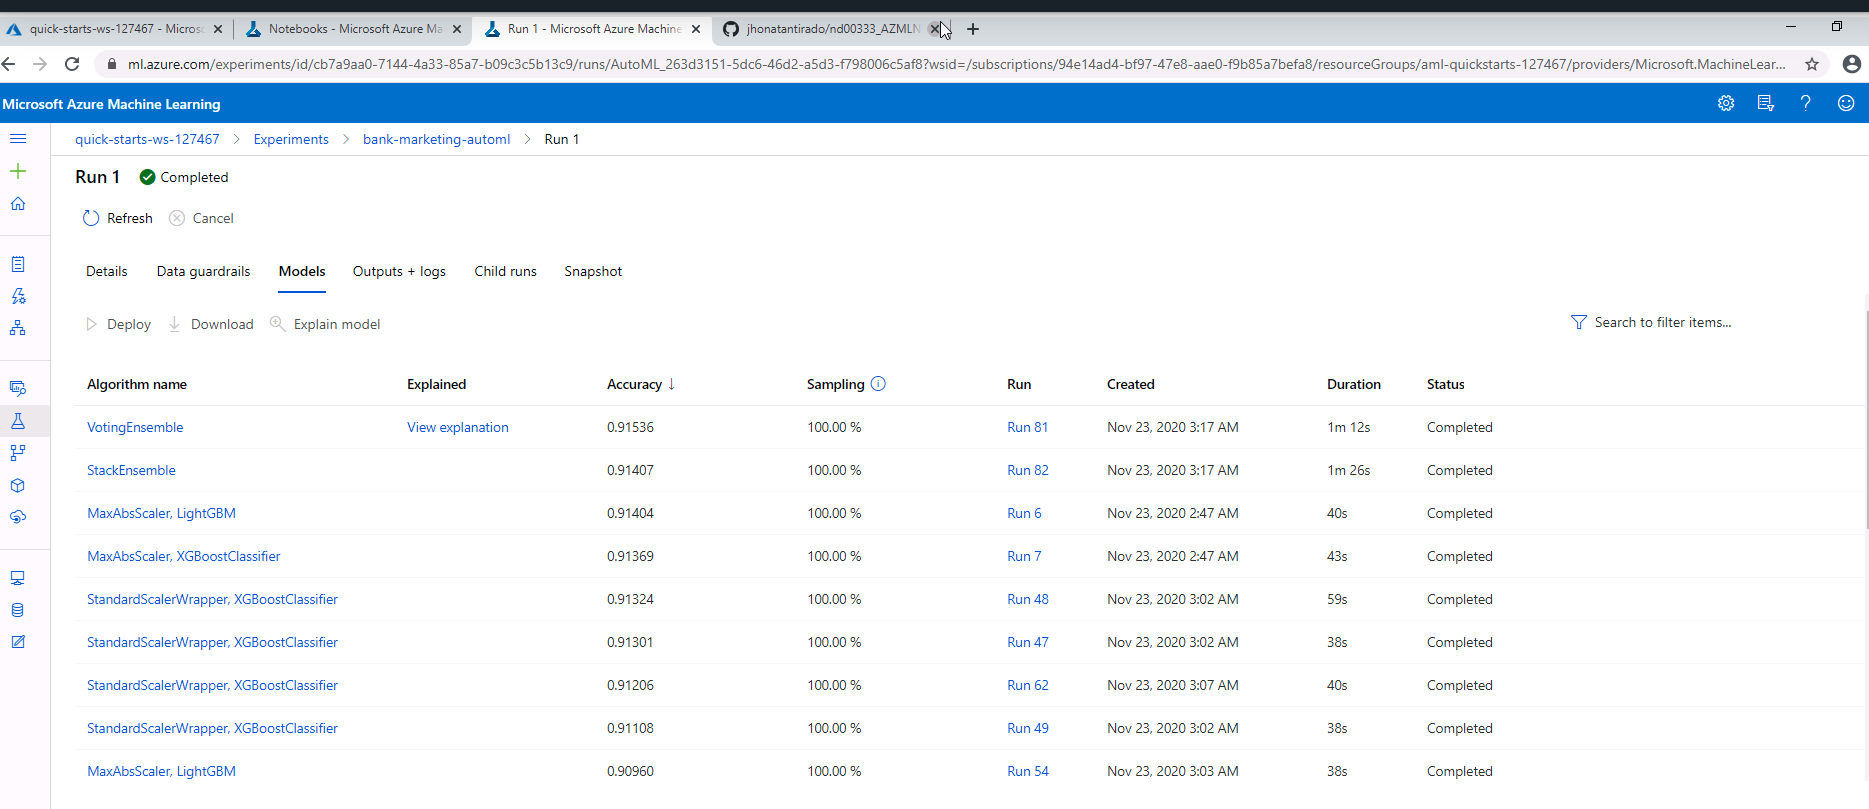 quick-starts-ws-127467 - Micros
Notebooks - Microsoft Azure Ma
Run 1 - Microsoft Azure Machine
jhonatantirado/nd00333_AZMLN
ml.azure.com/experiments/id/cb7a9aa0-7144-4a33-85a7-b09c3c5b13c9/runs/AutoML_263d3151-5dc6-46d2-a5d3-f798006c5af8?wsid=/subscriptions/94e14ad4-bf97-47e8-aae0-f9b85a7befa8/resourceGroups/aml-quickstarts-127467/providers/Microsoft.MachineLear...
Microsoft Azure Machine Learning
quick-starts-ws-127467 > Experiments > bank-marketing-automl > Run 1
Run 1 Completed
Refresh Cancel
Details Data guardrails Models Outputs + logs Child runs Snapshot
Deploy Download Explain model Search to filter items...
Algorithm name Explained Accuracy ↓ Sampling Run Created Duration Status
VotingEnsemble View explanation 0.91536 100.00 % Run 81 Nov 23, 2020 3:17 AM 1m 12s Completed
StackEnsemble 0.91407 100.00 % Run 82 Nov 23, 2020 3:17 AM 1m 26s Completed
MaxAbsScaler, LightGBM 0.91404 100.00 % Run 6 Nov 23, 2020 2:47 AM 40s Completed
MaxAbsScaler, XGBoostClassifier 0.91369 100.00 % Run 7 Nov 23, 2020 2:47 AM 43s Completed
StandardScalerWrapper, XGBoostClassifier 0.91324 100.00 % Run 48 Nov 23, 2020 3:02 AM 59s Completed
StandardScalerWrapper, XGBoostClassifier 0.91301 100.00 % Run 47 Nov 23, 2020 3:02 AM 38s Completed
StandardScalerWrapper, XGBoostClassifier 0.91206 100.00 % Run 62 Nov 23, 2020 3:07 AM 40s Completed
StandardScalerWrapper, XGBoostClassifier 0.91108 100.00 % Run 49 Nov 23, 2020 3:02 AM 38s Completed
MaxAbsScaler, LightGBM 0.90960 100.00 % Run 54 Nov 23, 2020 3:03 AM 38s Completed